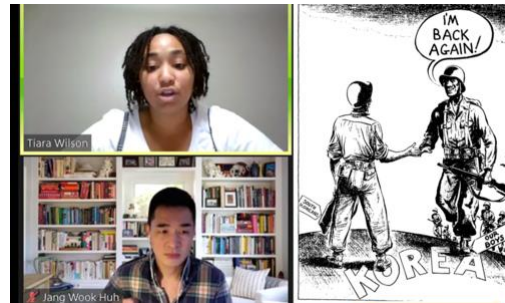 Tiara Wilson
Jang Wook Huh
I'M
BACK
AGAIN!
KOREA